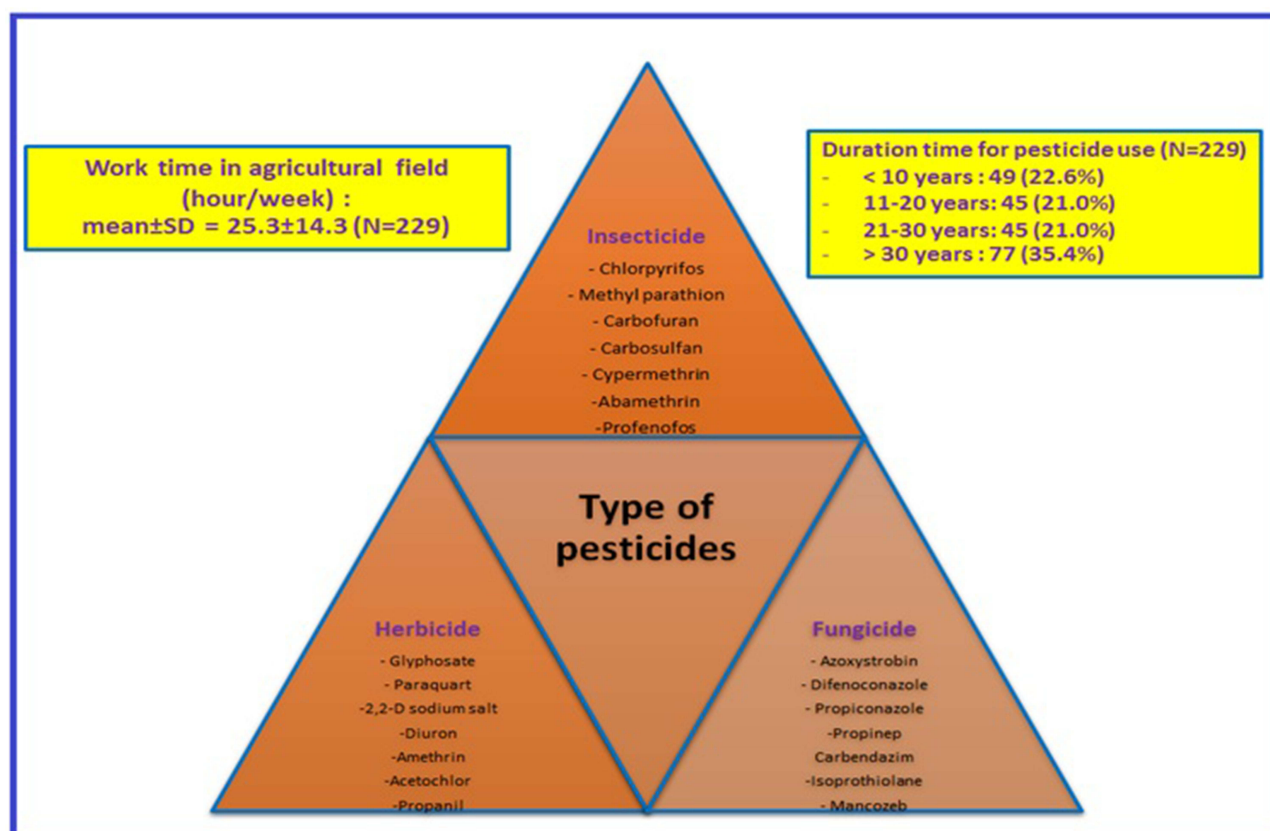 Work time in agricultural field
(hour/week) :
mean±SD = 25.3±14.3 (N=229)
Duration time for pesticide use (N=229)
- < 10 years : 49 (22.6%)
- 11-20 years: 45 (21.0%)
- 21-30 years: 45 (21.0%)
- > 30 years : 77 (35.4%)
Insecticide
- Chlorpyrifos
- Methyl parathion
- Carbofuran
- Carbosulfan
- Cypermethrin
-Abamethrin
-Profenofos
Type of
pesticides
Herbicide
- Glyphosate
- Paraquart
-2,2-D sodium salt
-Diuron
-Amethrin
-Acetochlor
-Propanil
Fungicide
- Azoxystrobin
- Difenoconazole
- Propiconazole
-Propinep
Carbendazim
-Isoprothiolane
- Mancozeb